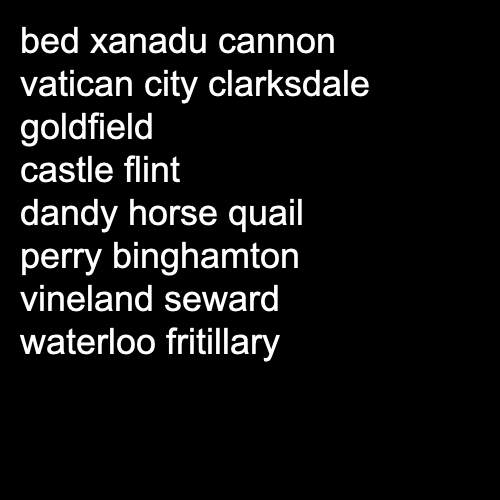 bed xanadu cannon
vatican city clarksdale
goldfield
castle flint
dandy horse quail
perry binghamton
vineland seward
waterloo fritillary